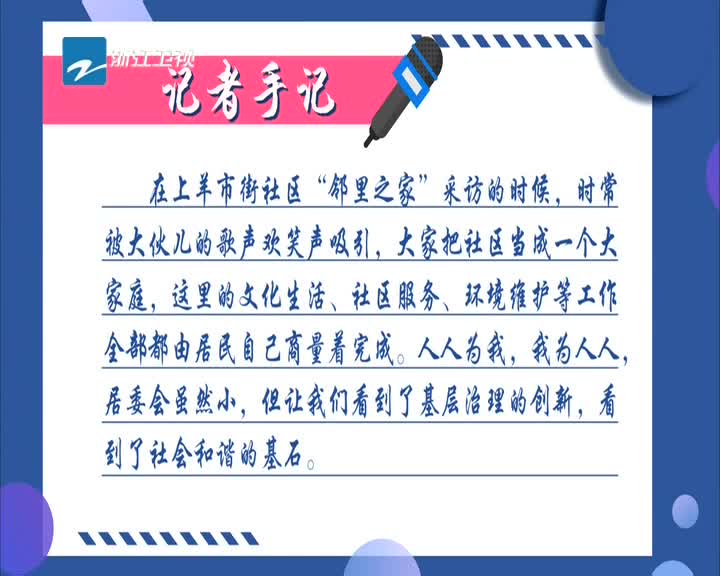 浙江卫视
记者手记
在上羊市街社区“邻里之家”采访的时候，时常
被大伙儿的歌声欢笑声吸引，大家把社区当成一个大
家庭，这里的文化生活、社区服务、环境维护等工作
全部都由居民自己商量着完成。人人为我，我为人人，
居委会虽然小，但让我们看到了基层治理的创新，看
到了社会和谐的基石。